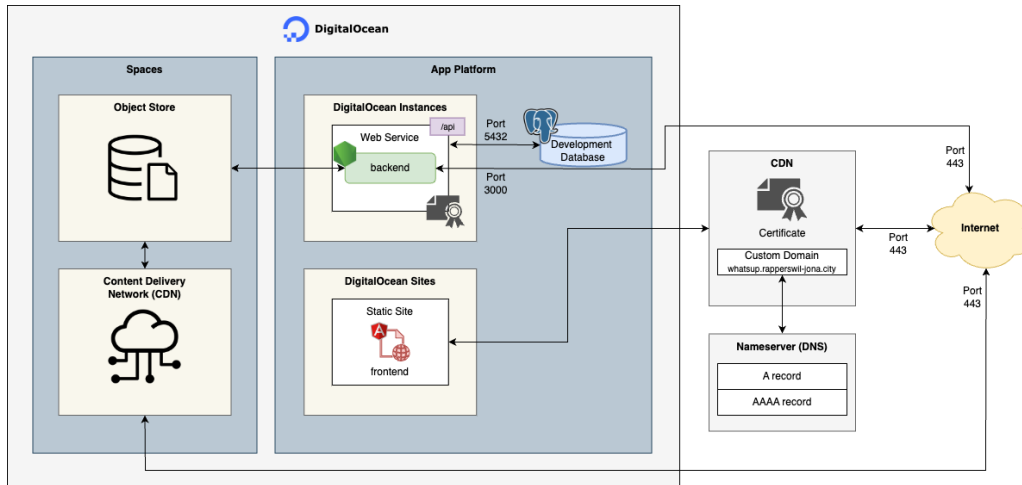 DigitalOcean
Spaces
App Platform
Object Store
DigitalOcean Instances
/api
Web Service
backend
Port
5432
Development
Database
Port
3000
Port
443
CDN
Certificate
Custom Domain
whatsup.rapperswil-jona.city
Internet
Port
443
Port
443
Content Delivery
Network (CDN)
DigitalOcean Sites
Static Site
A
frontend
Nameserver (DNS)
A record
AAAA record